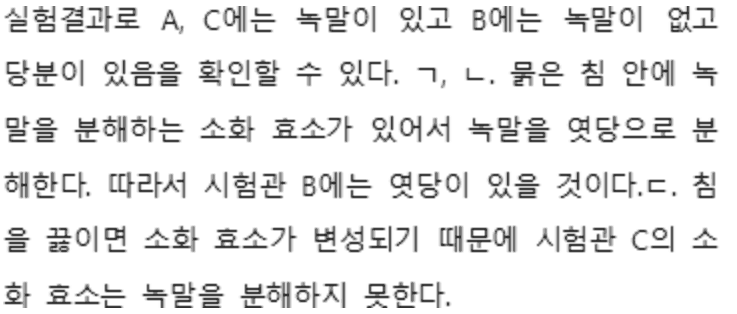 실험결과로 A, C에는 녹말이 있고 B에는 녹말이 없고
당분이 있음을 확인할 수 있다. ㄱ, ㄴ. 묽은 침 안에 녹
말을 분해하는 소화 효소가 있어서 녹말을 엿당으로 분
해한다. 따라서 시험관 B에는 엿당이 있을 것이다.ㄷ. 침
을 끓이면 소화 효소가 변성되기 때문에 시험관 C의 소
화 효소는 녹말을 분해하지 못한다.